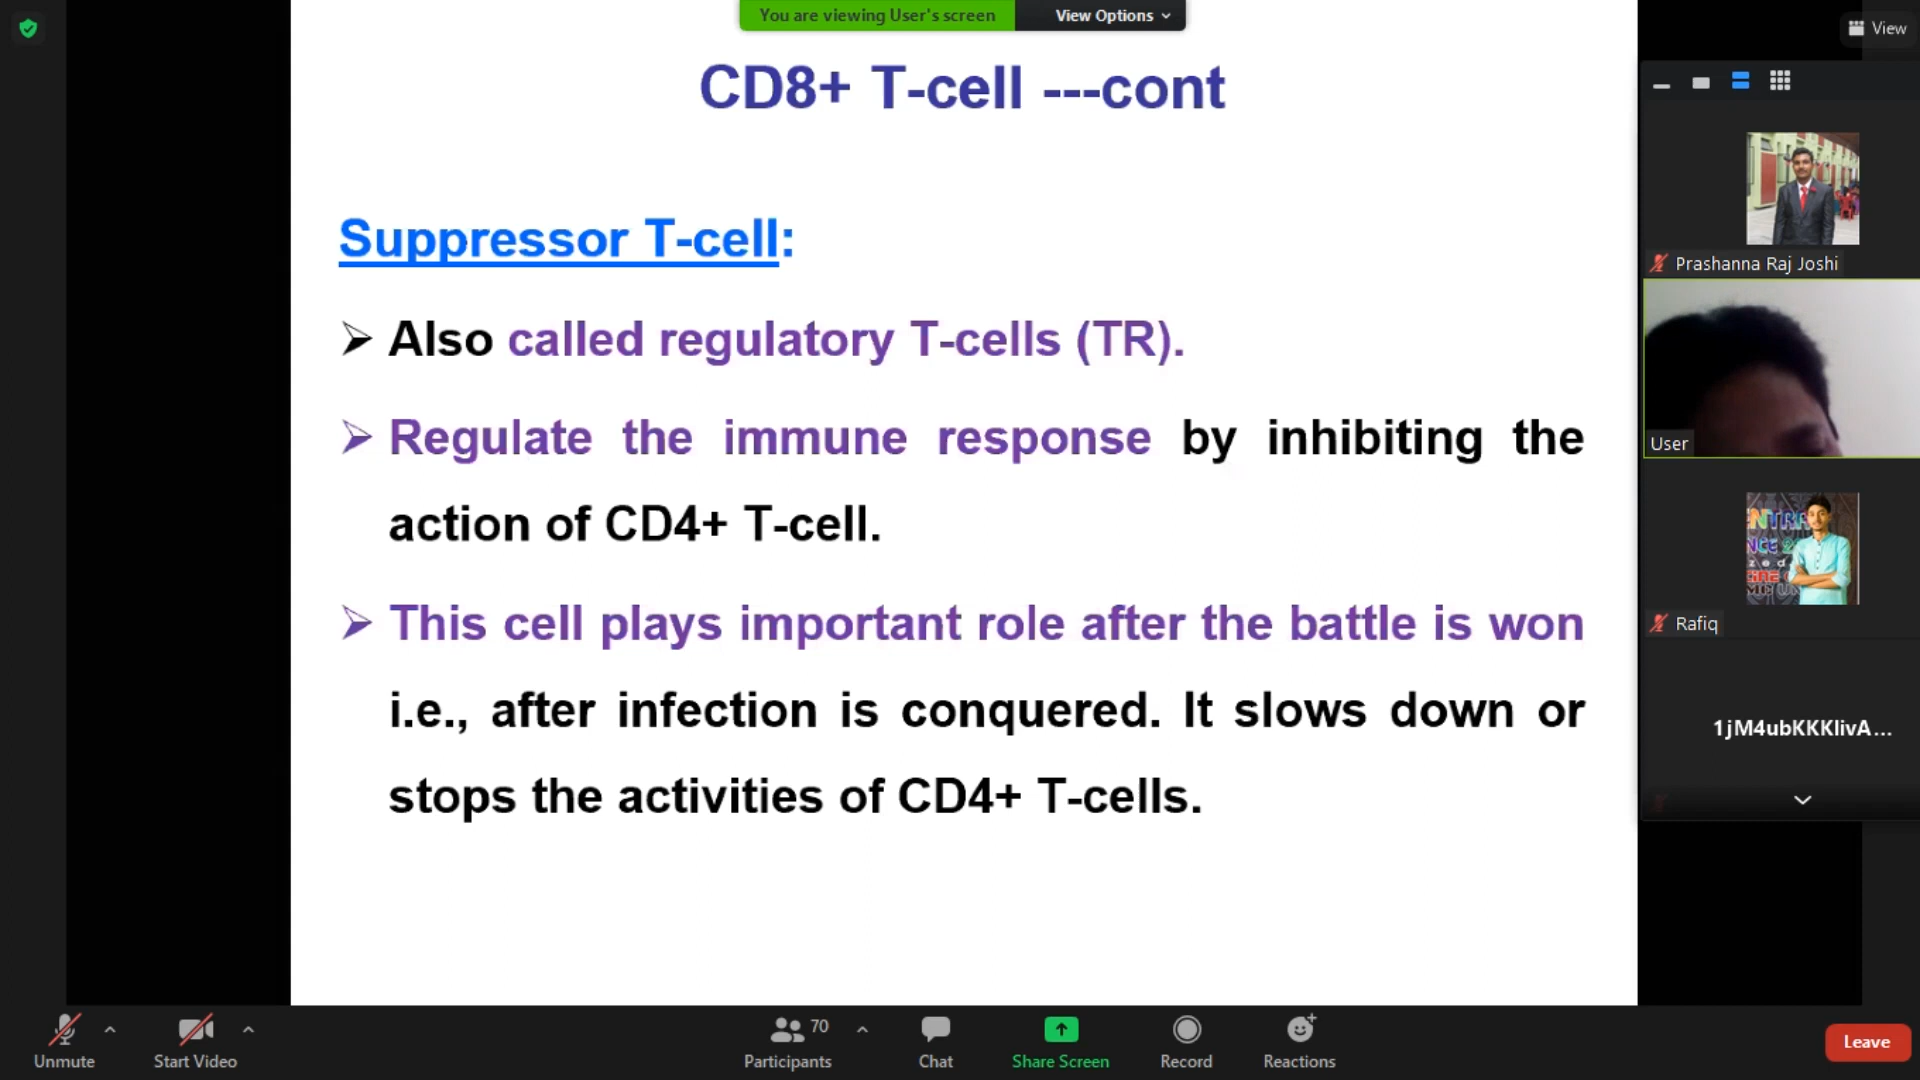 You are viewing User's screen
View Options
View
CD8+ T-cell ---cont
Suppressor T-cell:
➢ Also called regulatory T-cells (TR).
➢ Regulate the immune response by inhibiting the
action of CD4+ T-cell.
➢ This cell plays important role after the battle is won
i.e., after infection is conquered. It slows down or
stops the activities of CD4+ T-cells.
Prashanna Raj Joshi
User
Rafiq
1jM4ubKKKlivA...
Unmute
Start Video
Participants
70
Chat
Share Screen
Record
Reactions
Leave